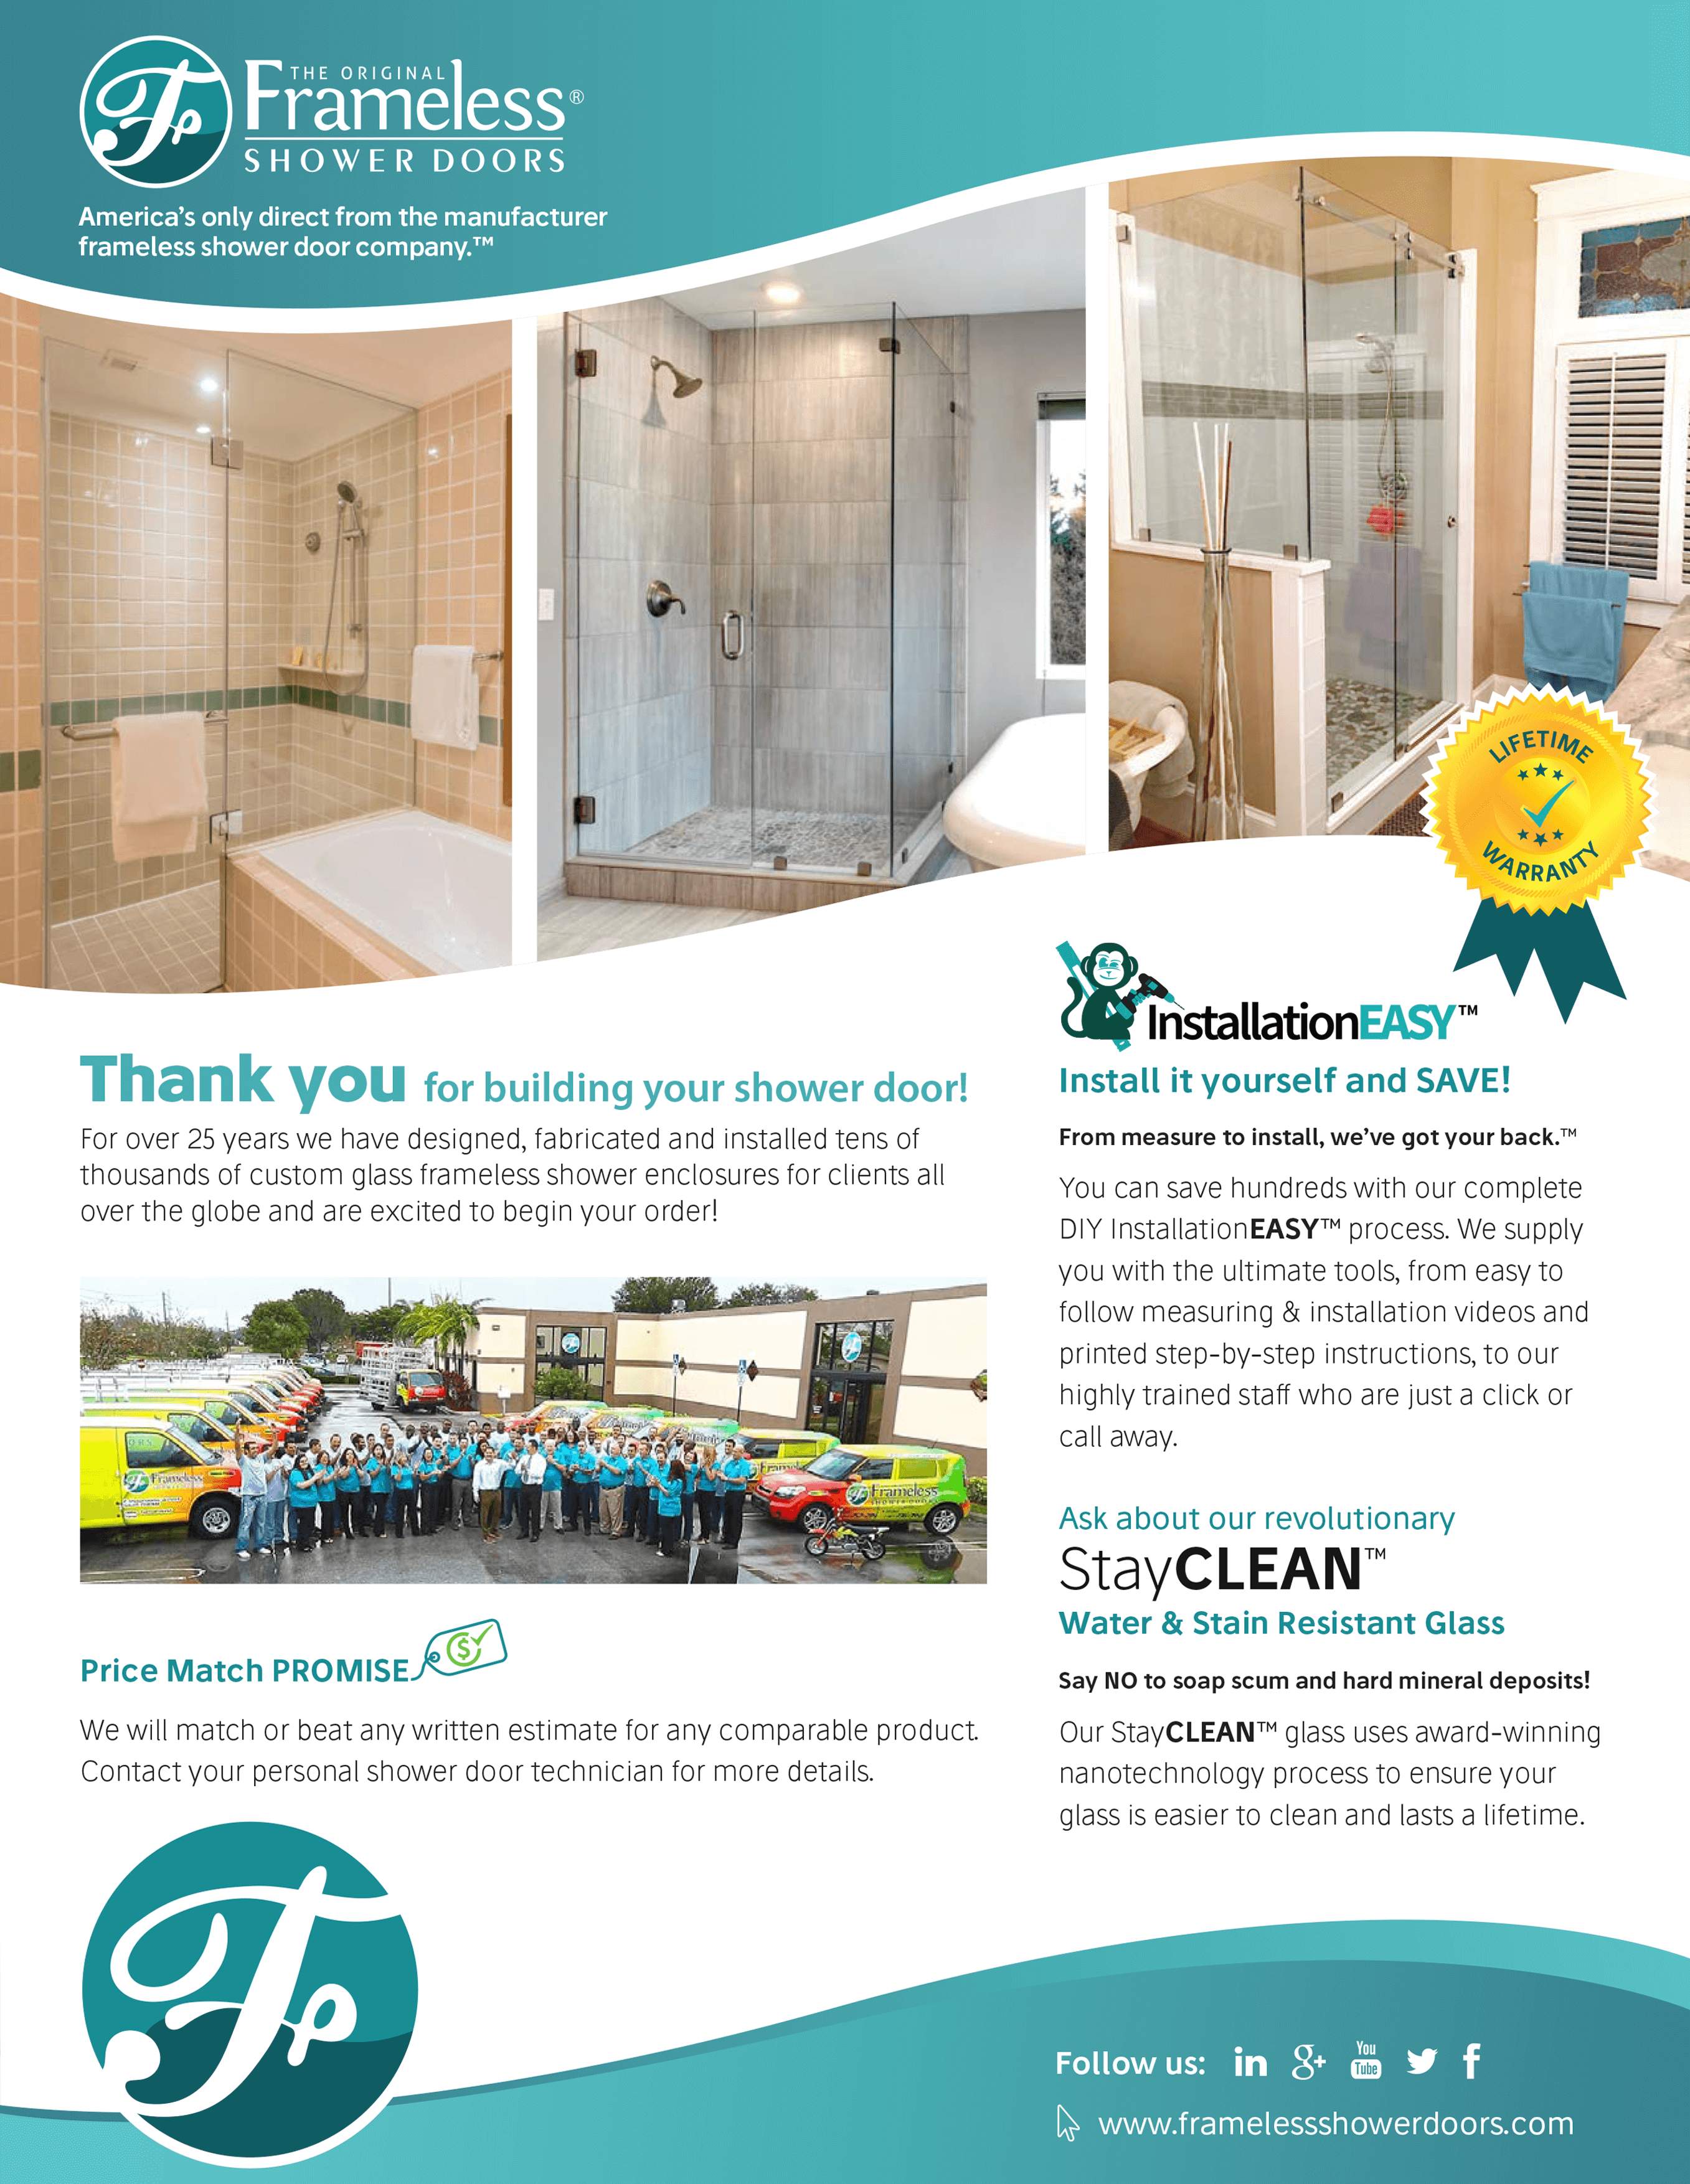 THE ORIGINAL
Frameless®
SHOWER DOORS
America's only direct from the manufacturer
frameless shower door company.™
LIFETIME
WARRANTY
Thank you for building your shower door!
For over 25 years we have designed, fabricated and installed tens of
thousands of custom glass frameless shower enclosures for clients all
over the globe and are excited to begin your order!
Frameless
Frameless
SHOWER DOORS
Price Match PROMISE
$
We will match or beat any written estimate for any comparable product.
Contact your personal shower door technician for more details.
InstallationEASY™
Install it yourself and SAVE!
From measure to install, we've got your back.™
You can save hundreds with our complete
DIY InstallationEASY™ process. We supply
you with the ultimate tools, from easy to
follow measuring & installation videos and
printed step-by-step instructions, to our
highly trained staff who are just a click or
call away.
Ask about our revolutionary
StayCLEAN™
Water & Stain Resistant Glass
Say NO to soap scum and hard mineral deposits!
Our StayCLEAN™ glass uses award-winning
nanotechnology process to ensure your
glass is easier to clean and lasts a lifetime.
Follow us: in g+ You Tube f
www.framelessshowerdoors.com